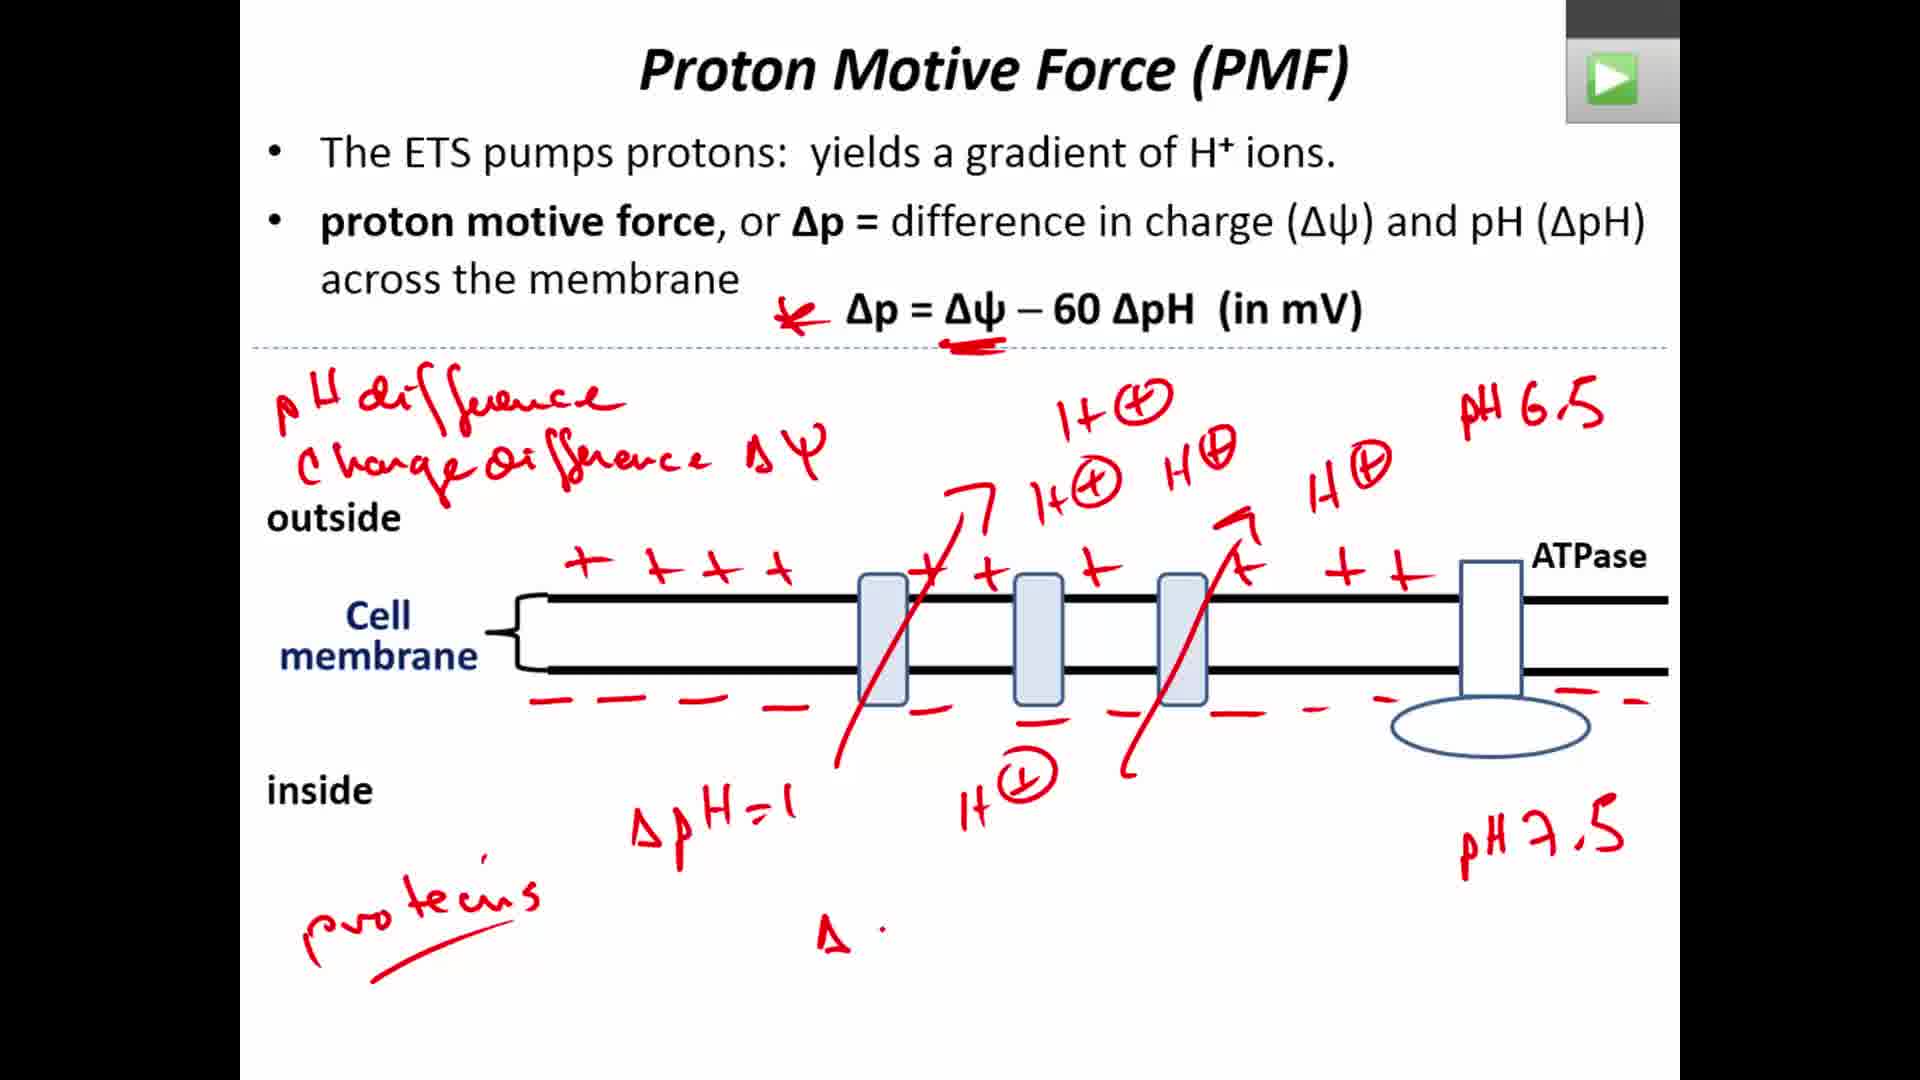 Proton Motive Force (PMF)
• The ETS pumps protons: yields a gradient of H⁺ ions.
• proton motive force, or Δp = difference in charge (Δψ) and pH (ΔpH)
across the membrane
Δp = Δψ – 60 ΔpH (in mV)
pH difference
Charge difference Δψ
H+
pH 6.5
H+ H+ H+
outside
+ + + + + + + + + +
ATPase
Cell
membrane
– – – – – – – – – – – – –
inside
ΔpH = 1
H+
pH 7.5
proteins
Δ .